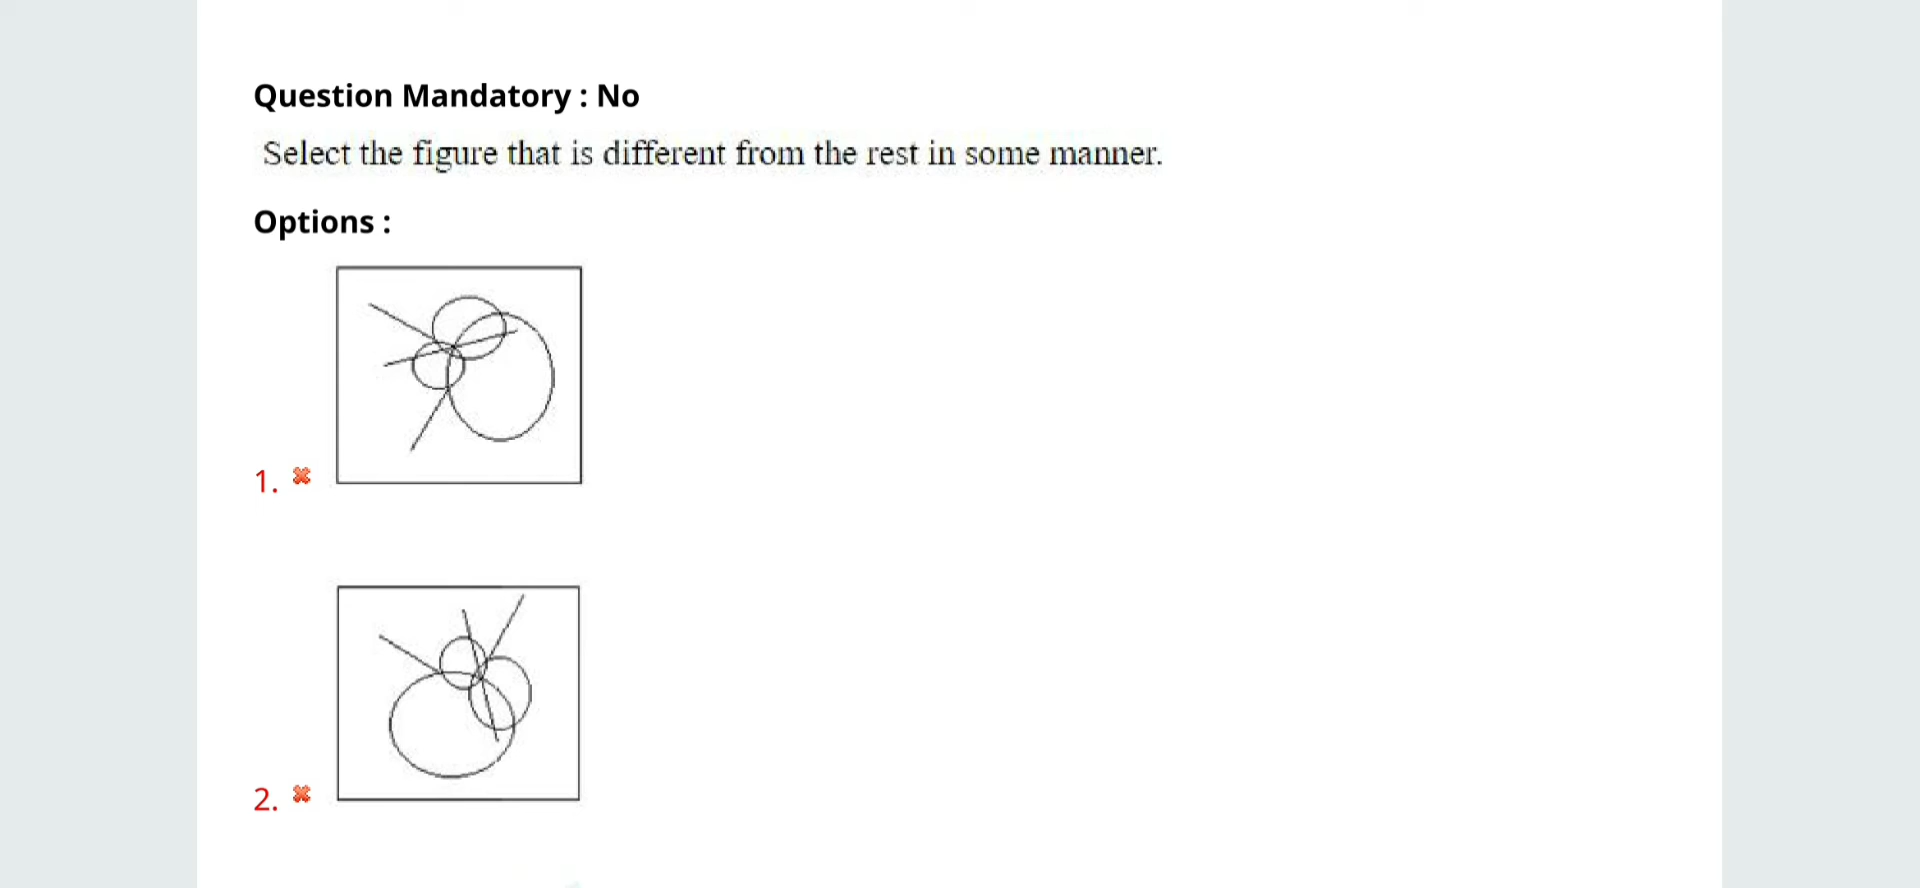 Question Mandatory : No
Select the figure that is different from the rest in some manner.
Options :
1.
2.